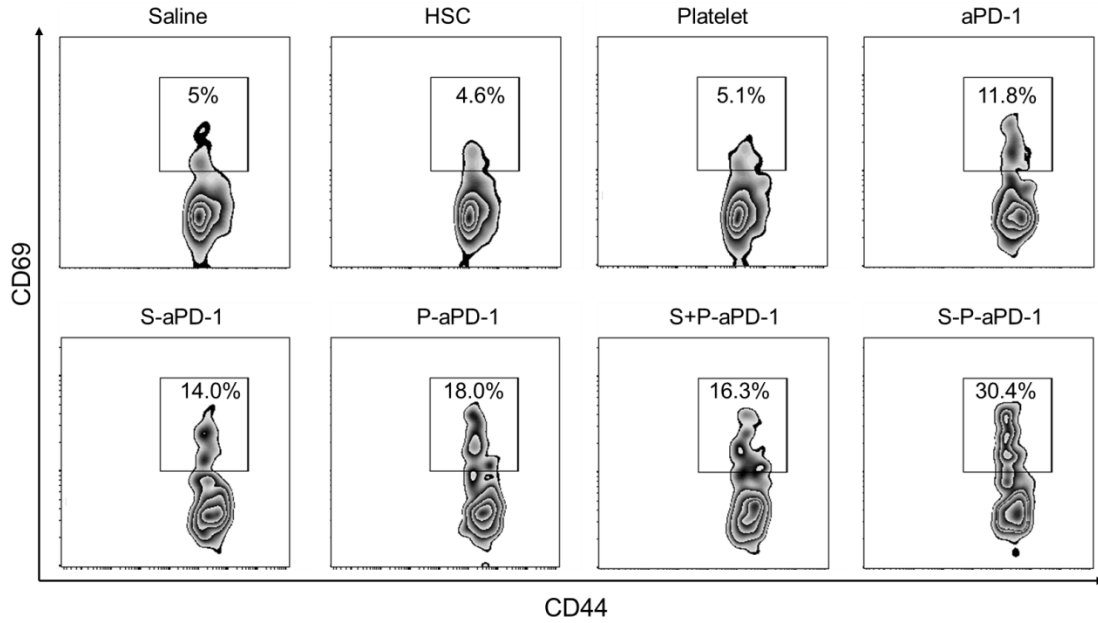 Saline HSC Platelet aPD-1
5% 4.6% 5.1% 11.8%
CD69
S-aPD-1 P-aPD-1 S+P-aPD-1 S-P-aPD-1
14.0% 18.0% 16.3% 30.4%
CD44